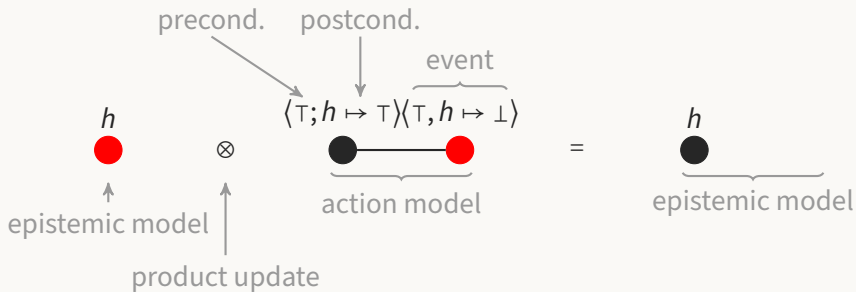 precond. postcond.
event
⟨⊤; h ↦ ⊤⟩⟨⊤, h ↦ ⊥⟩
h h
⊗ =
action model
epistemic model epistemic model
product update